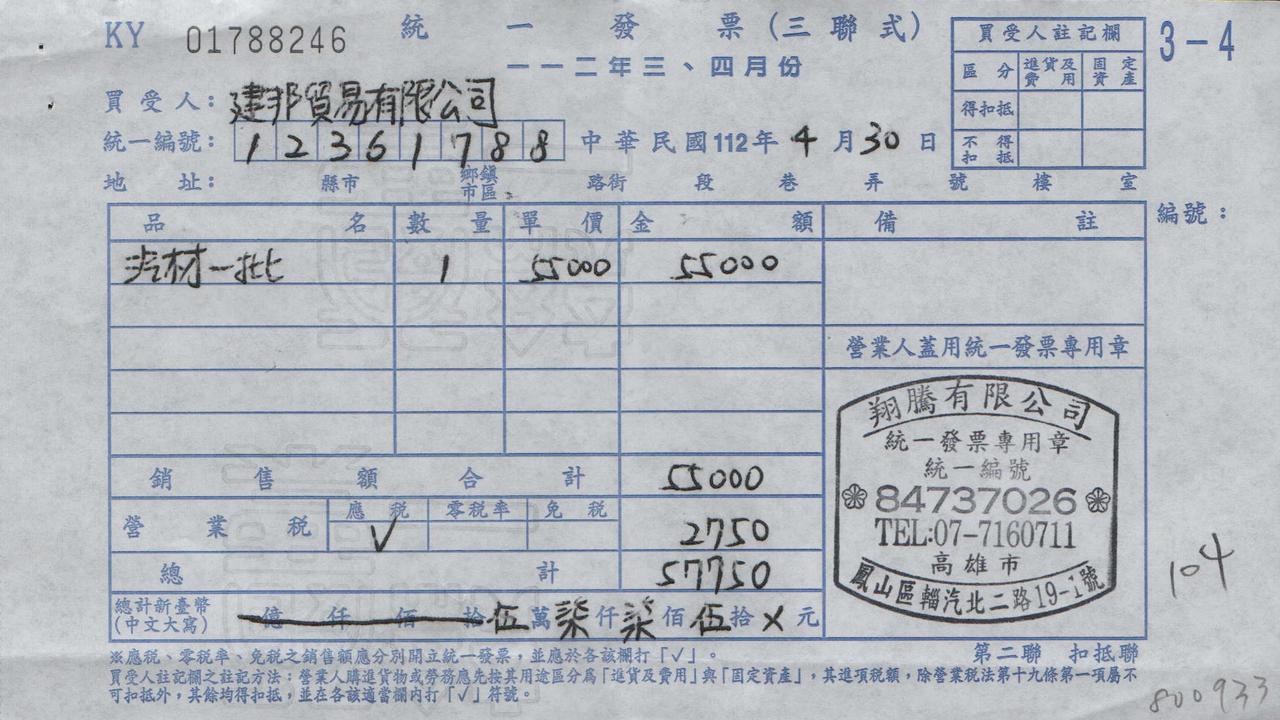 KY 01788246 統一發票(三聯式) 3-4
一一二年三、四月份
買受人註記欄
區分 進貨及費用 固定資產
得扣抵
不得扣抵
買受人: 建邦貿易有限公司
統一編號: 12361788 中華民國112年4月30日
地址: 縣市 鄉鎮市區 路街 段 巷 弄 號 樓 室
品名 數量 單價 金額 備註 編號:
汽材一批 1 55000 55000
營業人蓋用統一發票專用章
翔騰有限公司
統一發票專用章
統一編號
84737026
TEL:07-7160711
高雄市
鳳山區輜汽北二路19-1號
銷售額合計 55000
營業稅 應稅 V 零稅率 免稅 2750
總計 57750
總計新臺幣(中文大寫) 億仟佰拾伍萬柒仟柒佰伍拾X元
104
※應稅、零稅率、免稅之銷售額應分別開立統一發票,並應於各該欄打「√」。
第二聯 扣抵聯
買受人註記欄之註記方法:營業人購進貨物或勞務應先按其用途區分為「進貨及費用」與「固定資產」,其進項稅額,除營業稅法第十九條第一項屬不
可扣抵外,其餘均得扣抵,並在各該適當欄內打「√」符號。
800933